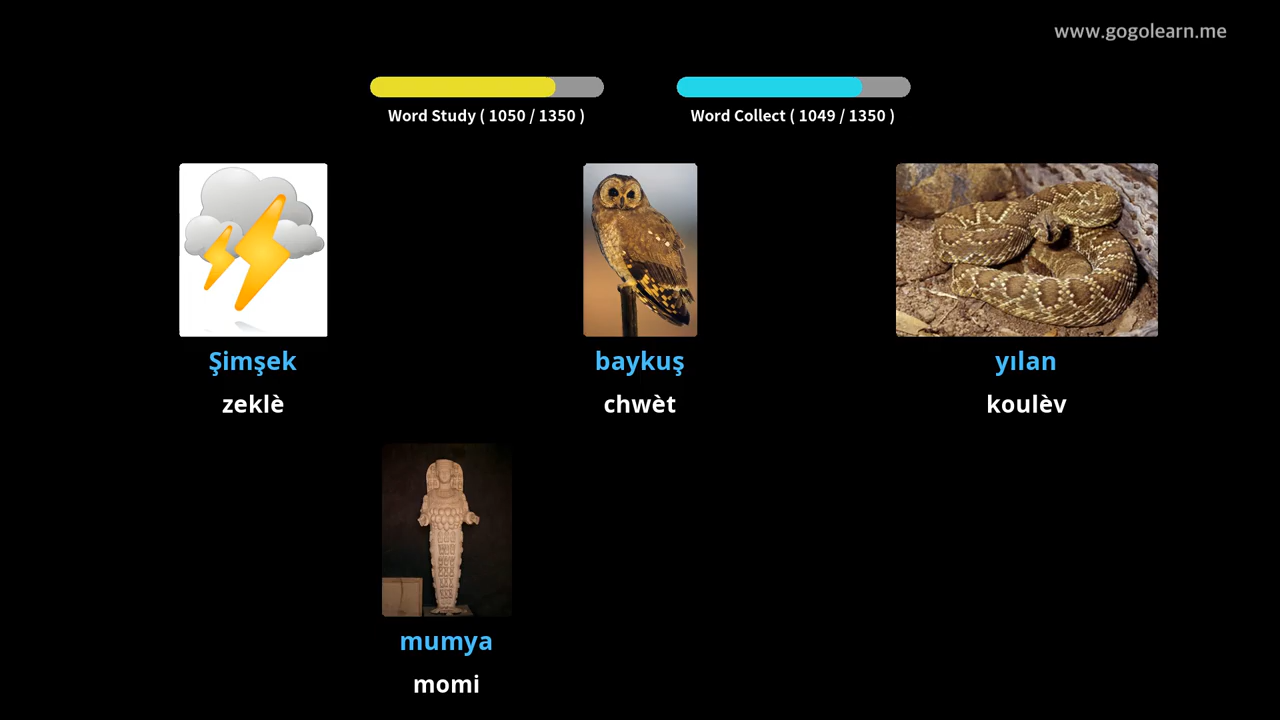 www.gogolearn.me
Word Study ( 1050 / 1350 )
Word Collect ( 1049 / 1350 )
Şimşek
baykuş
yılan
zeklè
chwèt
koulèv
mumya
momi